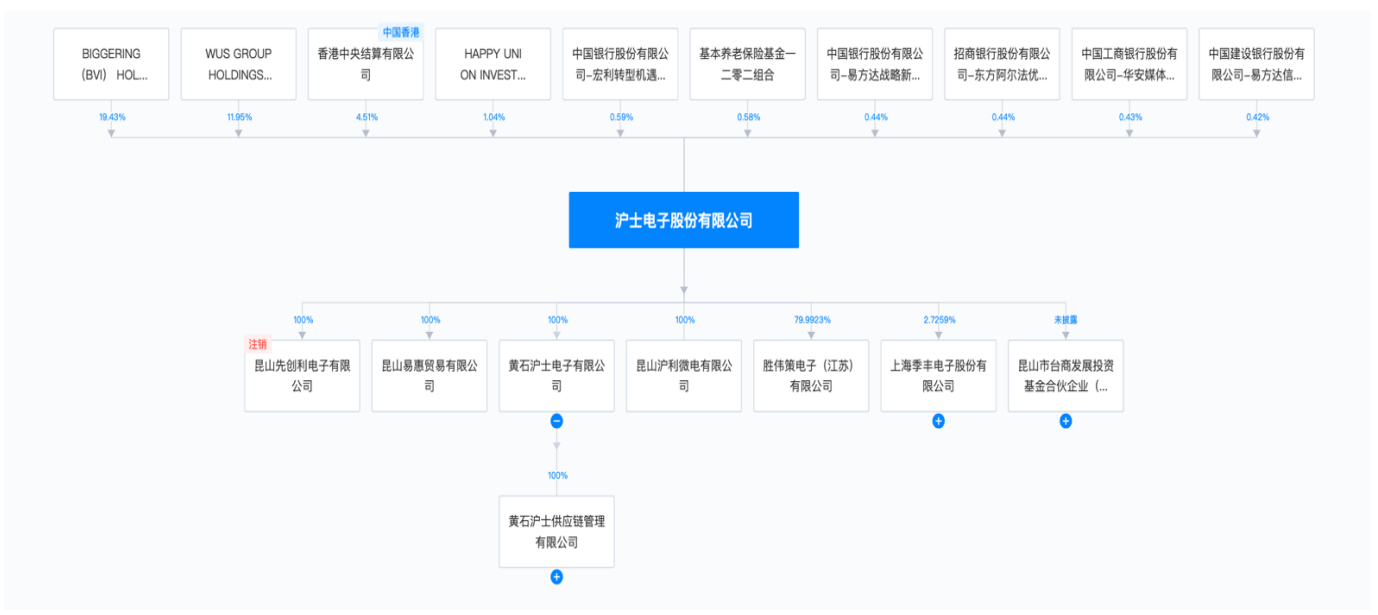 中国香港
BIGGERING
（BVI） HOL...
WUS GROUP
HOLDINGS...
香港中央结算有限公
司
HAPPY UNI
ON INVEST...
中国银行股份有限公
司–宏利转型机遇...
基本养老保险基金一
二零二组合
中国银行股份有限公
司–易方达战略新...
招商银行股份有限公
司–东方阿尔法优...
中国工商银行股份有
限公司–华安媒体...
中国建设银行股份有
限公司–易方达信...
19.43%
11.95%
4.51%
1.04%
0.59%
0.58%
0.44%
0.44%
0.43%
0.42%
沪士电子股份有限公司
100%
100%
100%
100%
79.9923%
2.7259%
未披露
注销
昆山先创利电子有限
公司
昆山易惠贸易有限公
司
黄石沪士电子有限公
司
昆山沪利微电有限公
司
胜伟策电子（江苏）
有限公司
上海季丰电子股份有
限公司
昆山市台商发展投资
基金合伙企业（...
100%
黄石沪士供应链管理
有限公司